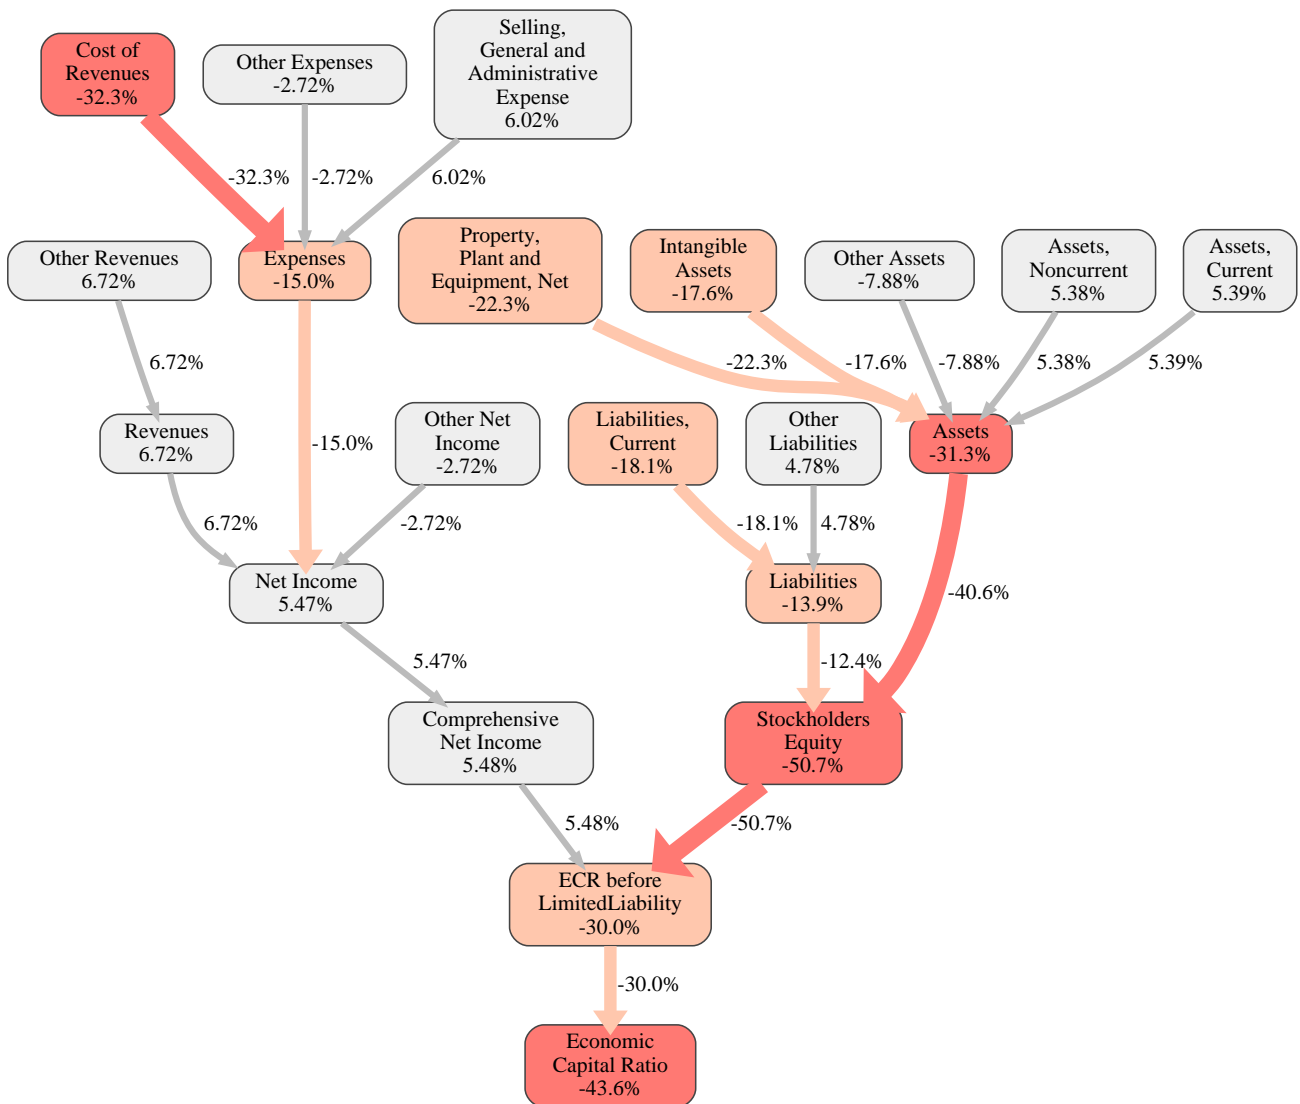 Cost of
Revenues
-32.3%
Other Expenses
-2.72%
Selling,
General and
Administrative
Expense
6.02%
-32.3%
-2.72%
6.02%
Other Revenues
6.72%
Expenses
-15.0%
Property,
Plant and
Equipment, Net
-22.3%
Intangible
Assets
-17.6%
Other Assets
-7.88%
Assets,
Noncurrent
5.38%
Assets,
Current
5.39%
6.72%
-22.3%
-17.6%
-7.88%
5.38%
5.39%
Revenues
6.72%
-15.0%
Other Net
Income
-2.72%
Liabilities,
Current
-18.1%
Other
Liabilities
4.78%
Assets
-31.3%
6.72%
-2.72%
-18.1%
4.78%
Net Income
5.47%
Liabilities
-13.9%
-40.6%
5.47%
-12.4%
Comprehensive
Net Income
5.48%
Stockholders
Equity
-50.7%
5.48%
-50.7%
ECR before
LimitedLiability
-30.0%
-30.0%
Economic
Capital Ratio
-43.6%